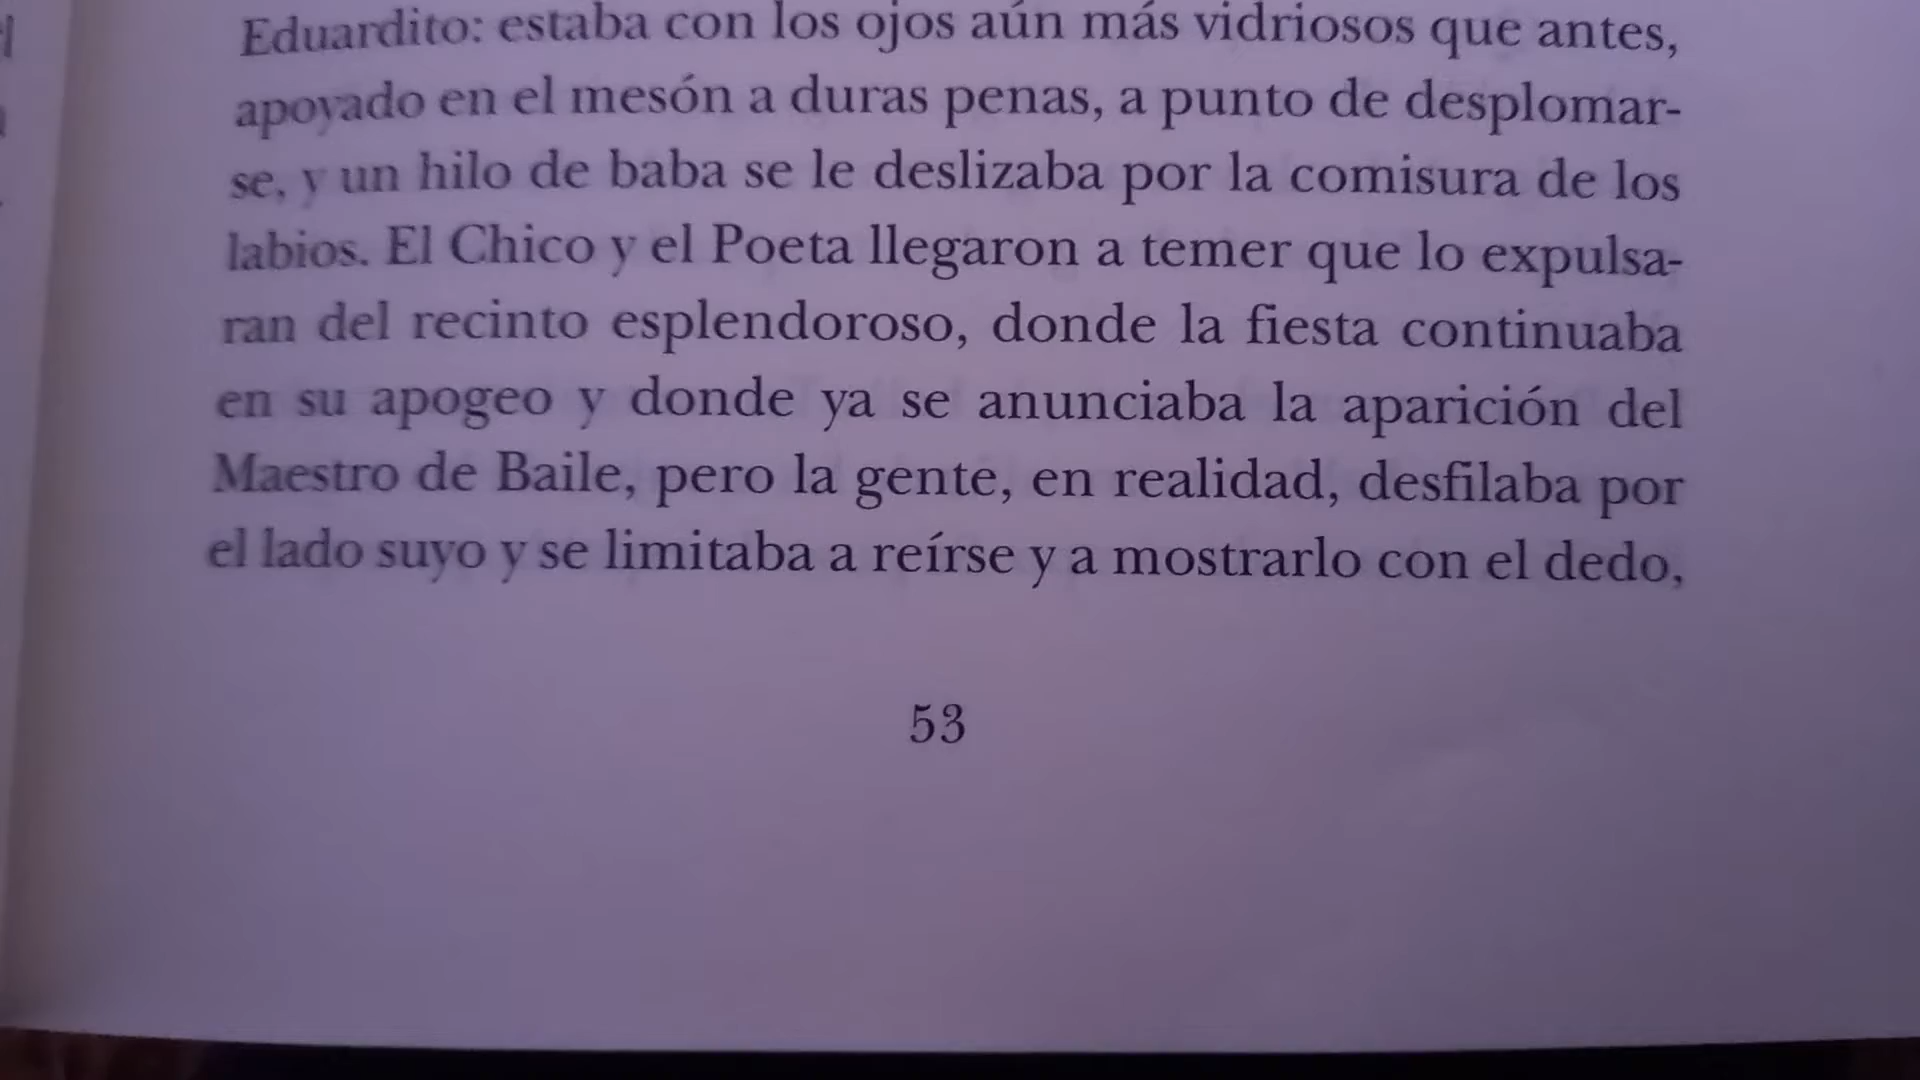 Eduardito: estaba con los ojos aún más vidriosos que antes,
apoyado en el mesón a duras penas, a punto de desplomar-
se, y un hilo de baba se le deslizaba por la comisura de los
labios. El Chico y el Poeta llegaron a temer que lo expulsa-
ran del recinto esplendoroso, donde la fiesta continuaba
en su apogeo y donde ya se anunciaba la aparición del
Maestro de Baile, pero la gente, en realidad, desfilaba por
el lado suyo y se limitaba a reírse y a mostrarlo con el dedo,
53